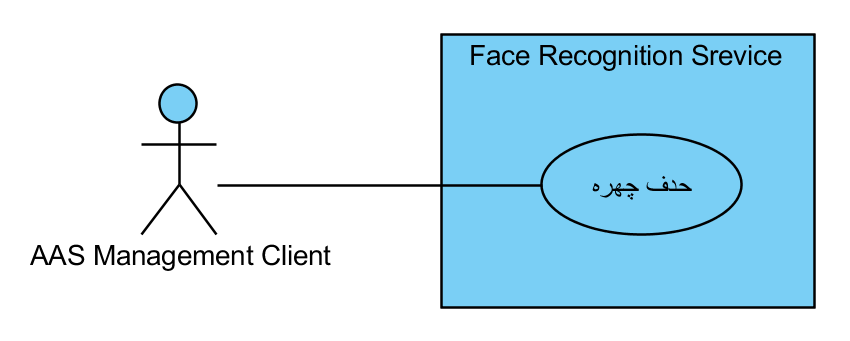 Face Recognition Srevice
حذف چهره
AAS Management Client